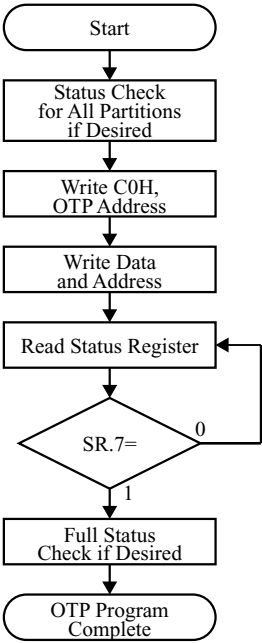 Start
Status Check
for All Partitions
if Desired
Write C0H,
OTP Address
Write Data
and Address
Read Status Register
SR.7=
0
1
Full Status
Check if Desired
OTP Program
Complete